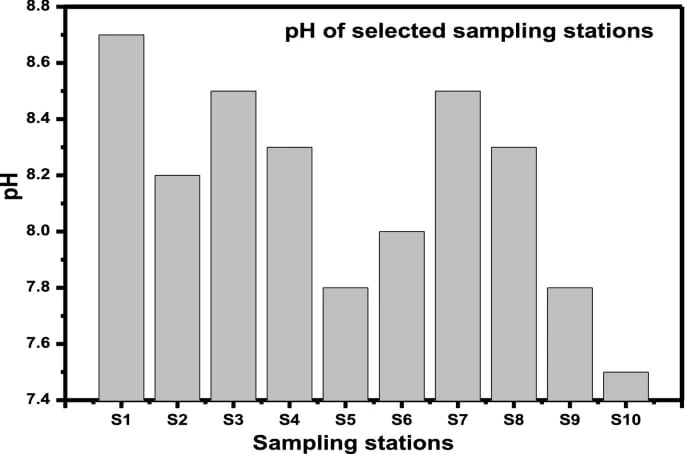 pH of selected sampling stations
8.8
8.6
8.4
8.2
8.0
7.8
7.6
7.4
pH
S1 S2 S3 S4 S5 S6 S7 S8 S9 S10
Sampling stations